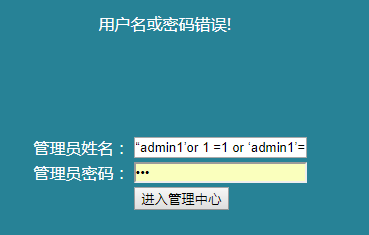 用户名或密码错误!
管理员姓名： “admin1’or 1 =1 or ‘admin1’=
管理员密码： •••
进入管理中心